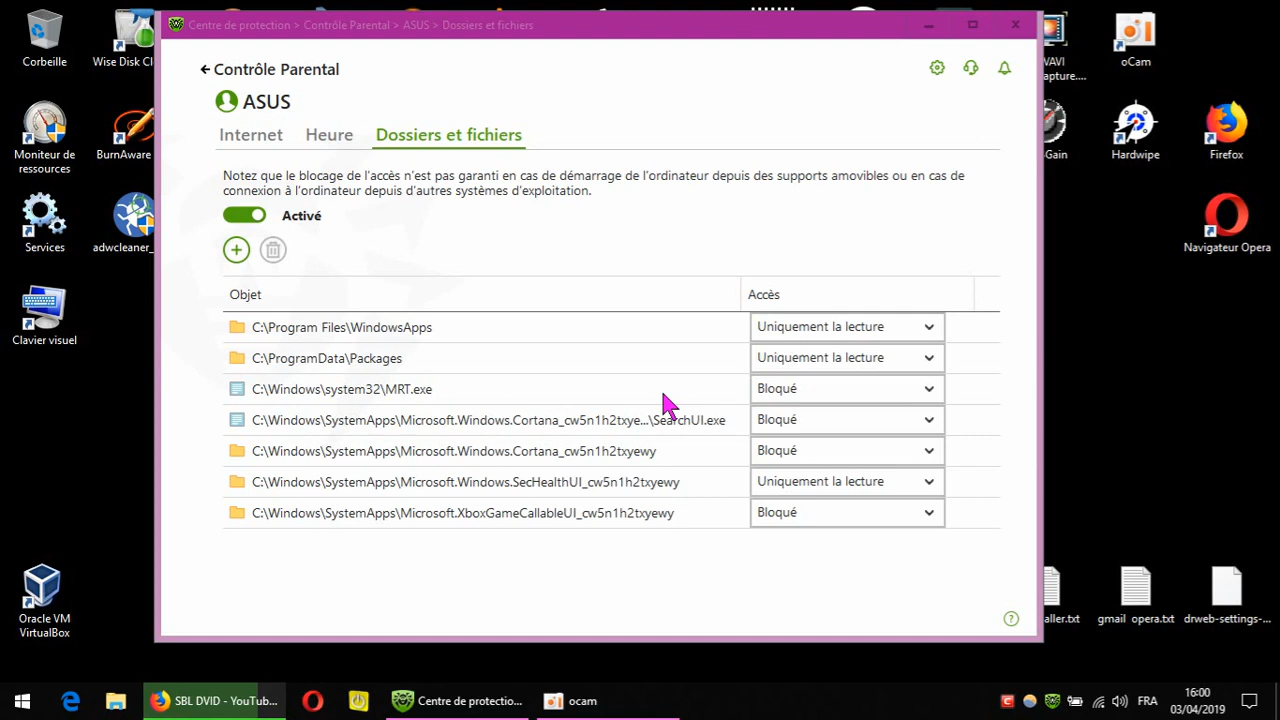 Centre de protection > Contrôle Parental > ASUS > Dossiers et fichiers
Contrôle Parental
ASUS
Internet
Heure
Dossiers et fichiers
Notez que le blocage de l'accès n'est pas garanti en cas de démarrage de l'ordinateur depuis des supports amovibles ou en cas de
connexion à l'ordinateur depuis d'autres systèmes d'exploitation.
Activé
Objet
Accès
C:\Program Files\WindowsApps
Uniquement la lecture
C:\ProgramData\Packages
Uniquement la lecture
C:\Windows\system32\MRT.exe
Bloqué
C:\Windows\SystemApps\Microsoft.Windows.Cortana_cw5n1h2txye...\SearchUI.exe
Bloqué
C:\Windows\SystemApps\Microsoft.Windows.Cortana_cw5n1h2txyewy
Bloqué
C:\Windows\SystemApps\Microsoft.Windows.SecHealthUI_cw5n1h2txyewy
Uniquement la lecture
C:\Windows\SystemApps\Microsoft.XboxGameCallableUI_cw5n1h2txyewy
Bloqué
Corbeille
Wise Disk Cl
Moniteur de
ressources
BurnAware
Services
adwcleaner_
Clavier visuel
Oracle VM
VirtualBox
VAVI
apture....
oCam
Gain
Hardwipe
Firefox
Navigateur Opera
aller.txt
gmail opera.txt
drweb-settings-...
SBL DVID - YouTub...
Centre de protectio...
ocam
FRA
16:00
03/04/2019